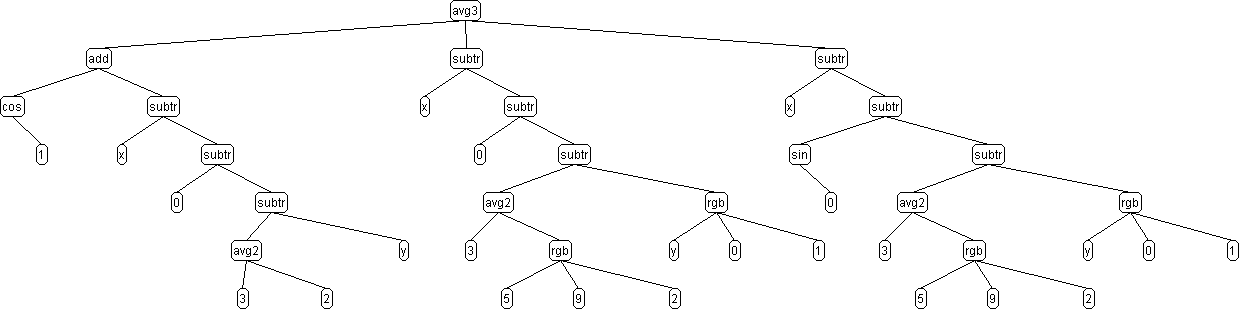 avg3
add subtr subtr
cos subtr x subtr x subtr
1 x subtr 0 subtr sin subtr
0 subtr avg2 rgb 0 avg2 rgb
avg2 y 3 rgb y 0 1 3 rgb y 0 1
3 2 5 9 2 5 9 2